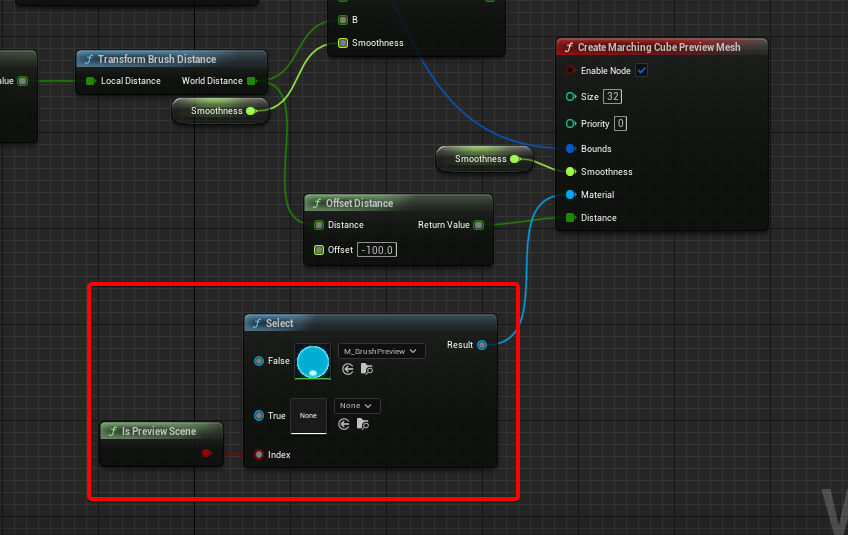 B
Smoothness
Transform Brush Distance
Local Distance World Distance
Smoothness
Create Marching Cube Preview Mesh
Enable Node
Size 32
Priority 0
Bounds
Smoothness
Material
Distance
Smoothness
Offset Distance
Distance Return Value
Offset -100.0
Select
Result
False M_BrushPreview
True None None
Index
Is Preview Scene